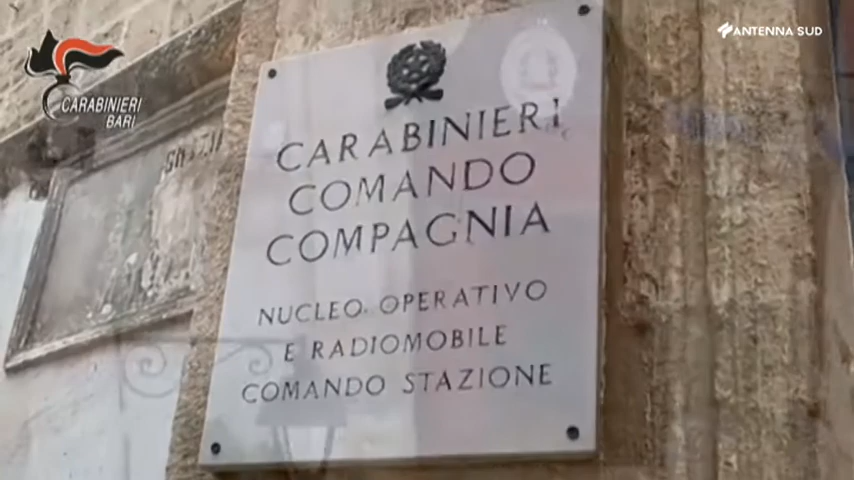 ANTENNA SUD
CARABINIERI
BARI
CARABINIERI
COMANDO
COMPAGNIA
NUCLEO OPERATIVO
E RADIOMOBILE
COMANDO STAZIONE